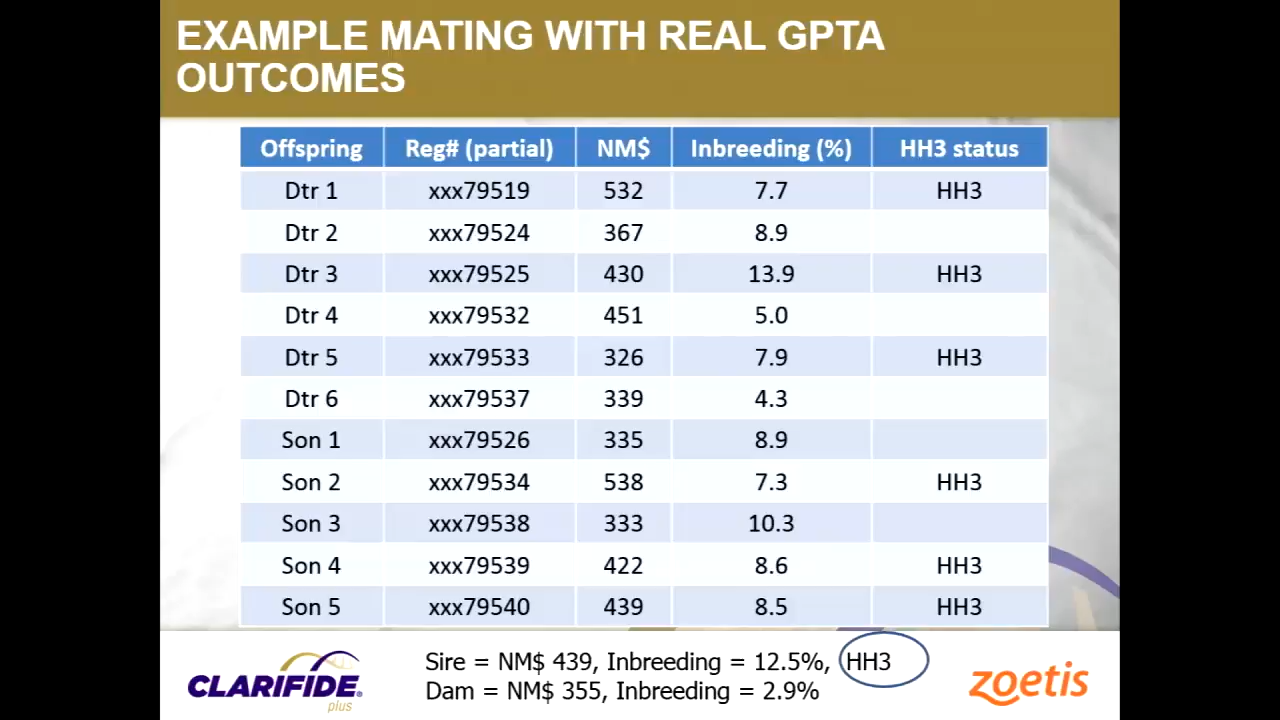 EXAMPLE MATING WITH REAL GPTA
OUTCOMES
Offspring Reg# (partial) NM$ Inbreeding (%) HH3 status
Dtr 1 xxx79519 532 7.7 HH3
Dtr 2 xxx79524 367 8.9
Dtr 3 xxx79525 430 13.9 HH3
Dtr 4 xxx79532 451 5.0
Dtr 5 xxx79533 326 7.9 HH3
Dtr 6 xxx79537 339 4.3
Son 1 xxx79526 335 8.9
Son 2 xxx79534 538 7.3 HH3
Son 3 xxx79538 333 10.3
Son 4 xxx79539 422 8.6 HH3
Son 5 xxx79540 439 8.5 HH3
Sire = NM$ 439, Inbreeding = 12.5%, HH3
Dam = NM$ 355, Inbreeding = 2.9%
CLARIFIDE®
plus
zoetis